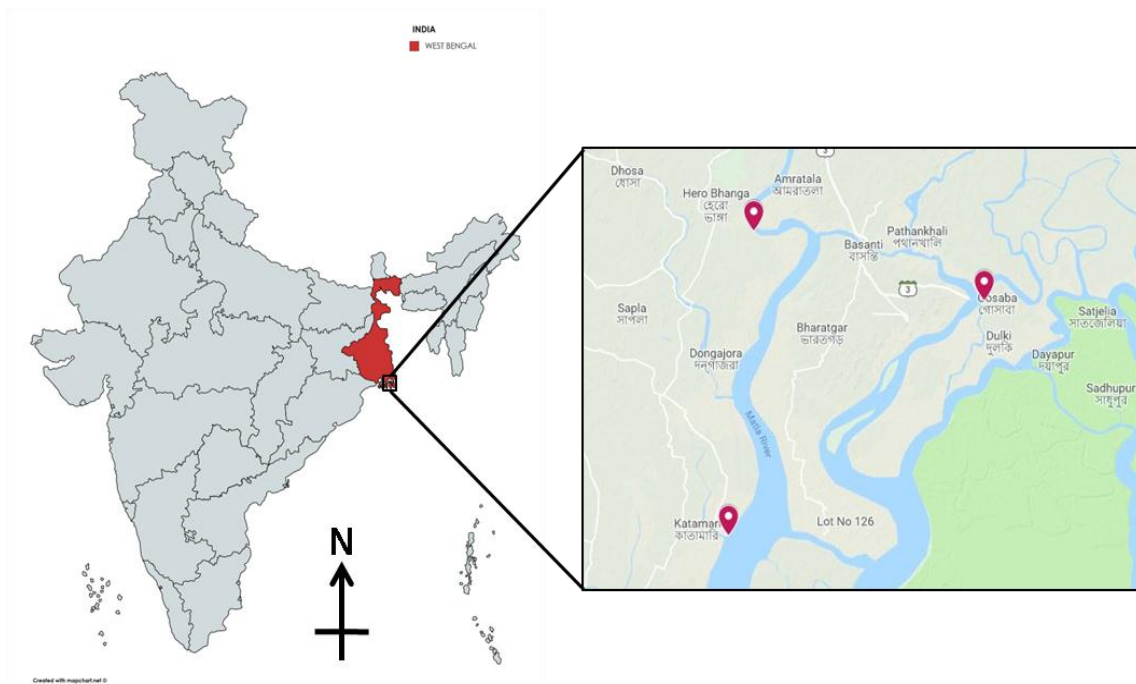 INDIA
WEST BENGAL
N
Created with mapchart.net ©
3
Dhosa
ধোসা
Amratala
আমরাতলা
Hero Bhanga
হেরো
ভাঙ্গা
Pathankhali
পথানখালি
Basanti
বাসন্তি
3
Gosaba
গোসাবা
Sapla
সাপলা
Bharatgar
ভারতগড়
Satjelia
সাতজেলিয়া
Dulki
দুলকি
Dongajora
দনগাজরা
Dayapur
দয়াপুর
Sadhupur
সাধুপুর
Matla River
Katamari
কাতামারি
Lot No 126